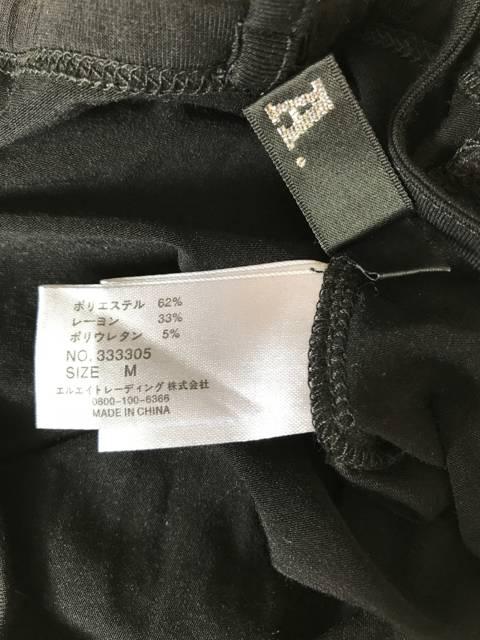 A.
ポリエステル 62%
レーヨン 33%
ポリウレタン 5%
NO. 333305
SIZE M
エルエイトレーディング 株式会社
0800-100-6366
MADE IN CHINA